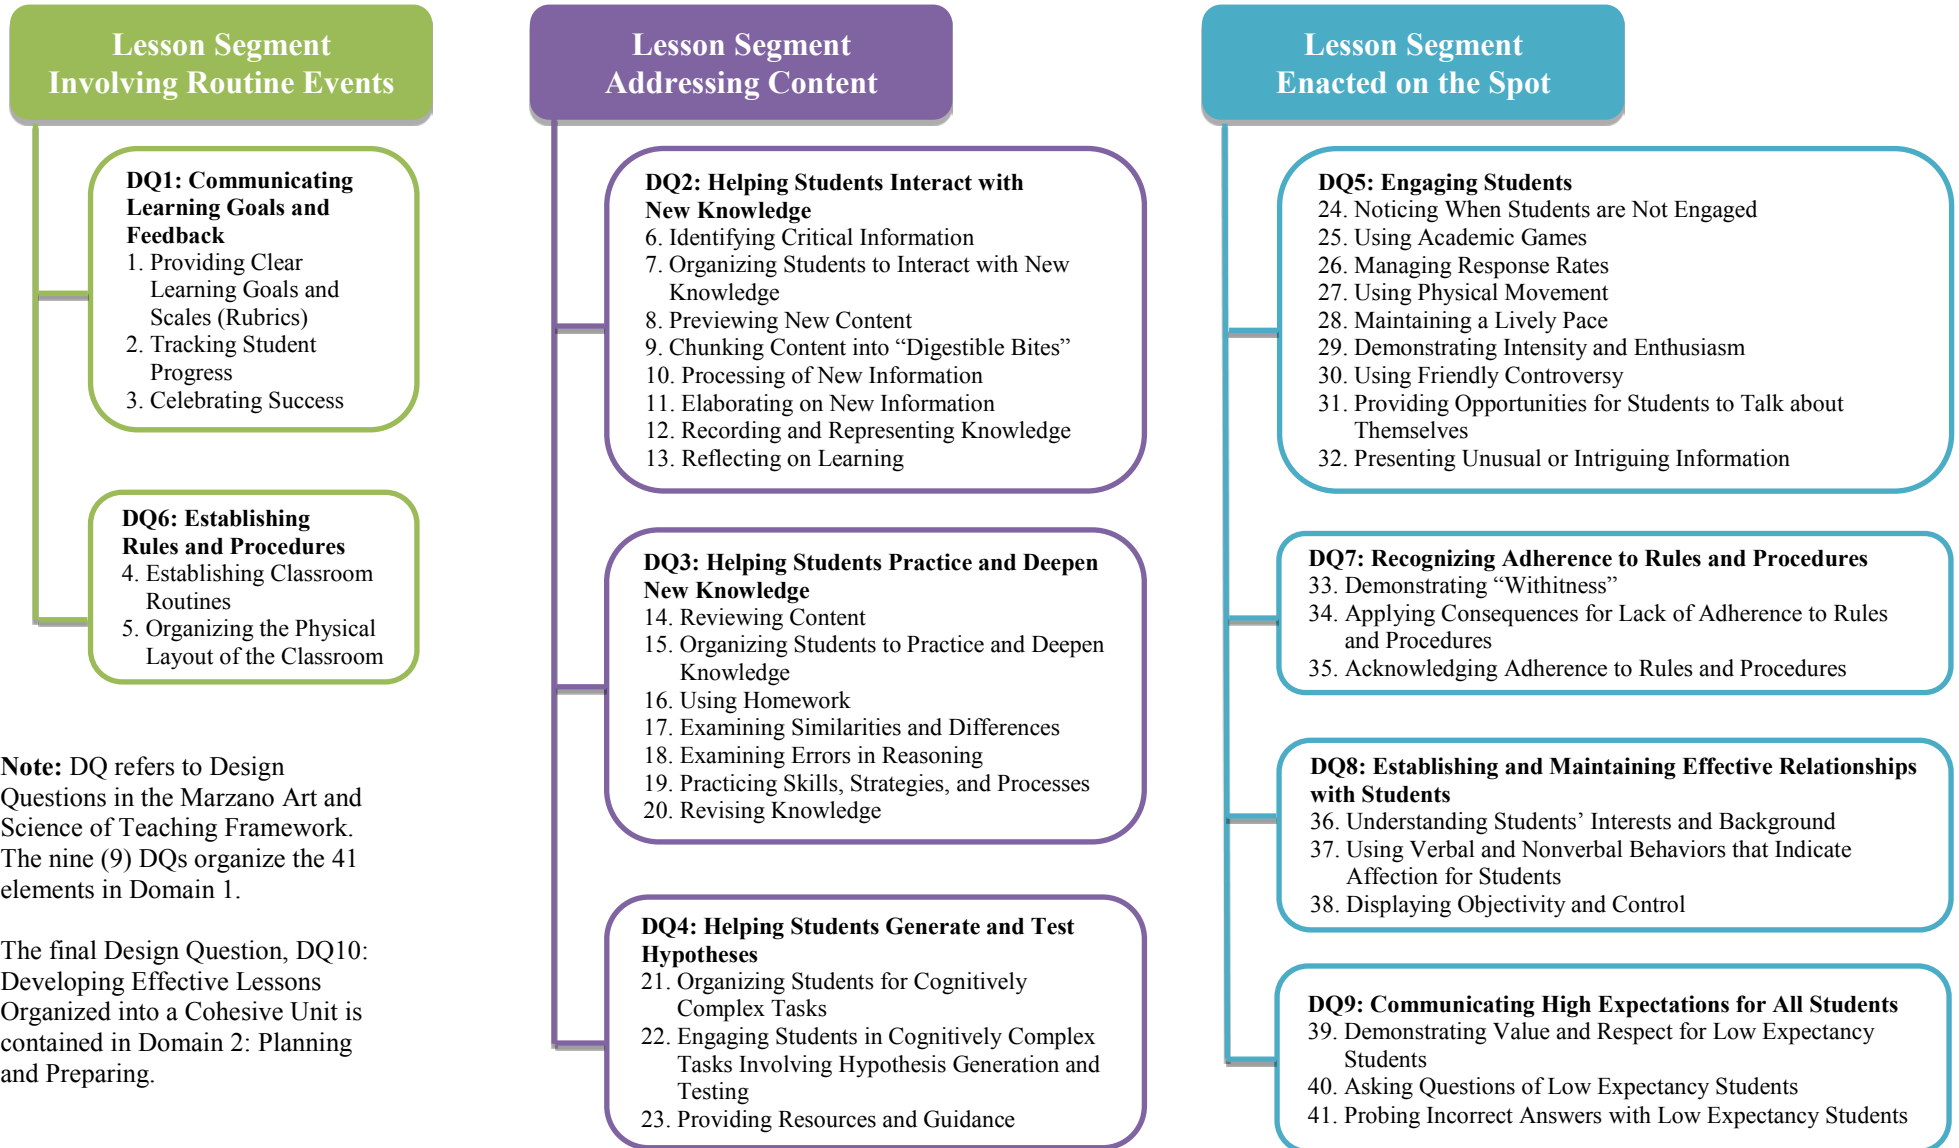 Lesson Segment
Involving Routine Events
DQ1: Communicating
Learning Goals and
Feedback
1. Providing Clear
Learning Goals and
Scales (Rubrics)
2. Tracking Student
Progress
3. Celebrating Success
DQ6: Establishing
Rules and Procedures
4. Establishing Classroom
Routines
5. Organizing the Physical
Layout of the Classroom
Note: DQ refers to Design
Questions in the Marzano Art and
Science of Teaching Framework.
The nine (9) DQs organize the 41
elements in Domain 1.
The final Design Question, DQ10:
Developing Effective Lessons
Organized into a Cohesive Unit is
contained in Domain 2: Planning
and Preparing.
Lesson Segment
Addressing Content
DQ2: Helping Students Interact with
New Knowledge
6. Identifying Critical Information
7. Organizing Students to Interact with New
Knowledge
8. Previewing New Content
9. Chunking Content into “Digestible Bites”
10. Processing of New Information
11. Elaborating on New Information
12. Recording and Representing Knowledge
13. Reflecting on Learning
DQ3: Helping Students Practice and Deepen
New Knowledge
14. Reviewing Content
15. Organizing Students to Practice and Deepen
Knowledge
16. Using Homework
17. Examining Similarities and Differences
18. Examining Errors in Reasoning
19. Practicing Skills, Strategies, and Processes
20. Revising Knowledge
DQ4: Helping Students Generate and Test
Hypotheses
21. Organizing Students for Cognitively
Complex Tasks
22. Engaging Students in Cognitively Complex
Tasks Involving Hypothesis Generation and
Testing
23. Providing Resources and Guidance
Lesson Segment
Enacted on the Spot
DQ5: Engaging Students
24. Noticing When Students are Not Engaged
25. Using Academic Games
26. Managing Response Rates
27. Using Physical Movement
28. Maintaining a Lively Pace
29. Demonstrating Intensity and Enthusiasm
30. Using Friendly Controversy
31. Providing Opportunities for Students to Talk about
Themselves
32. Presenting Unusual or Intriguing Information
DQ7: Recognizing Adherence to Rules and Procedures
33. Demonstrating “Withitness”
34. Applying Consequences for Lack of Adherence to Rules
and Procedures
35. Acknowledging Adherence to Rules and Procedures
DQ8: Establishing and Maintaining Effective Relationships
with Students
36. Understanding Students’ Interests and Background
37. Using Verbal and Nonverbal Behaviors that Indicate
Affection for Students
38. Displaying Objectivity and Control
DQ9: Communicating High Expectations for All Students
39. Demonstrating Value and Respect for Low Expectancy
Students
40. Asking Questions of Low Expectancy Students
41. Probing Incorrect Answers with Low Expectancy Students